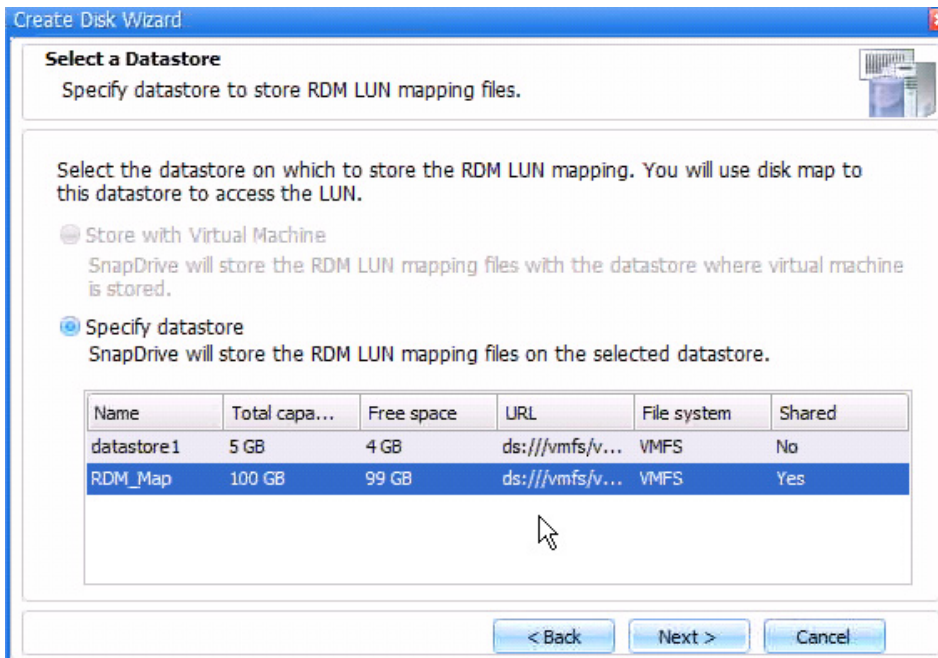 Create Disk Wizard
Select a Datastore
Specify datastore to store RDM LUN mapping files.
Select the datastore on which to store the RDM LUN mapping. You will use disk map to
this datastore to access the LUN.
Store with Virtual Machine
SnapDrive will store the RDM LUN mapping files with the datastore where virtual machine
is stored.
Specify datastore
SnapDrive will store the RDM LUN mapping files on the selected datastore.
Name Total capa... Free space URL File system Shared
datastore1 5 GB 4 GB ds:///vmfs/v... VMFS No
RDM_Map 100 GB 99 GB ds:///vmfs/v... VMFS Yes
< Back Next > Cancel